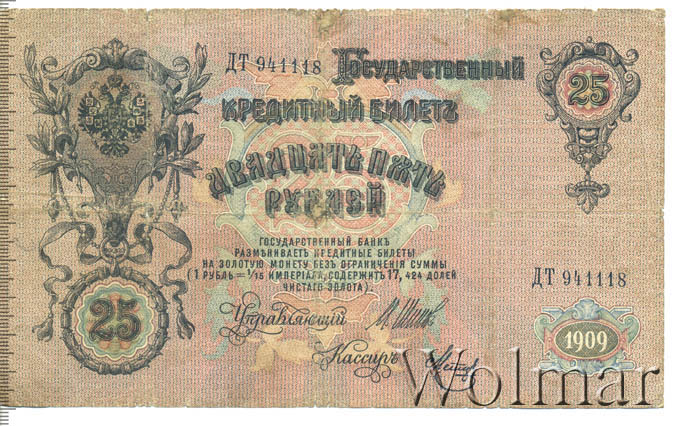 ДТ 941118 Государственный
25
Кредитный Билетъ
Двадцать пять
рублей
Государственный банкъ
размѣниваетъ кредитные билеты
на золотую монету безъ ограниченія суммы
(1 рубль = 1/15 имперіала, содержитъ 17, 424 долей
чистаго золота).
ДТ 941118
25
Управляющій
1909
Кассиръ
Wolmar